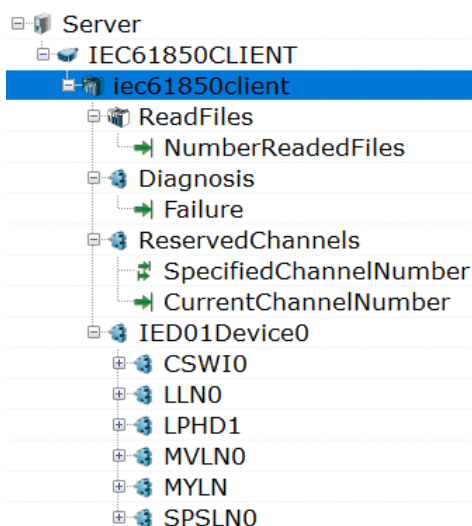 Server
IEC61850CLIENT
iec61850client
ReadFiles
NumberReadedFiles
Diagnosis
Failure
ReservedChannels
SpecifiedChannelNumber
CurrentChannelNumber
IED01Device0
CSWI0
LLN0
LPHD1
MVLN0
MYLN
SPSLN0